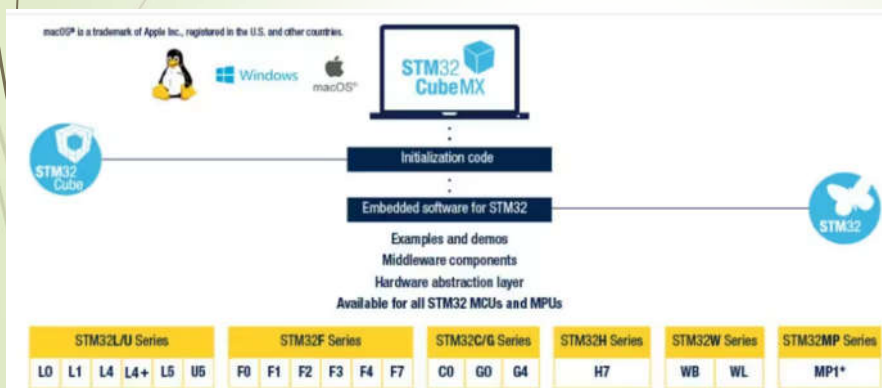 macOS® is a trademark of Apple Inc., registered in the U.S. and other countries.
Windows
macOS®
STM32
CubeMX
STM32
Cube
Initialization code
Embedded software for STM32
STM32
Examples and demos
Middleware components
Hardware abstraction layer
Available for all STM32 MCUs and MPUs
STM32L/U Series STM32F Series STM32C/G Series STM32H Series STM32W Series STM32MP Series
L0 L1 L4 L4+ L5 U5 F0 F1 F2 F3 F4 F7 C0 G0 G4 H7 WB WL MP1*